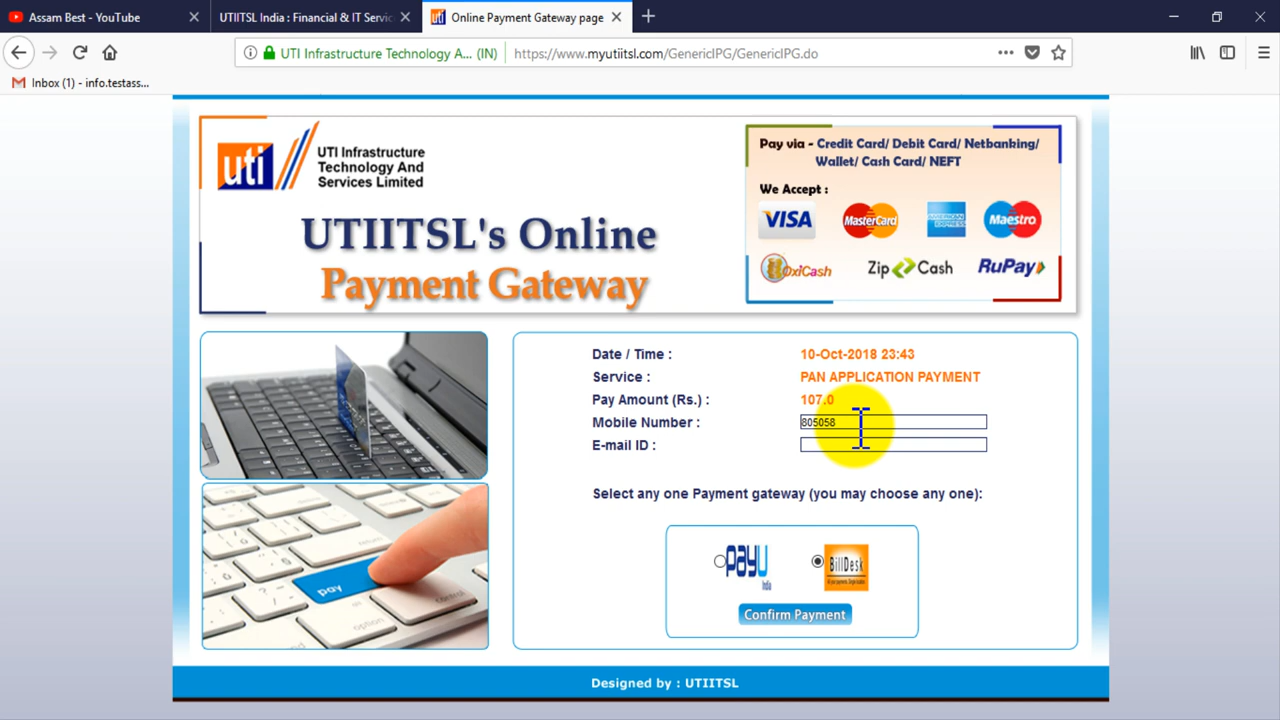 Assam Best - YouTube
UTIITSL India : Financial & IT Servic
Online Payment Gateway page
UTI Infrastructure Technology A... (IN)
https://www.myutiitsl.com/GenericIPG/GenericIPG.do
Inbox (1) - info.testass...
uti
UTI Infrastructure
Technology And
Services Limited
UTIITSL's Online
Payment Gateway
Pay via - Credit Card/ Debit Card/ Netbanking/
Wallet/ Cash Card/ NEFT
We Accept :
VISA
MasterCard
AMERICAN EXPRESS
Maestro
OxiCash
Zip Cash
RuPay
pay
return
control
option
Date / Time : 10-Oct-2018 23:43
Service : PAN APPLICATION PAYMENT
Pay Amount (Rs.) : 107.0
Mobile Number : 805058
E-mail ID :
Select any one Payment gateway (you may choose any one):
PayU
India
BillDesk
Confirm Payment
Designed by : UTIITSL